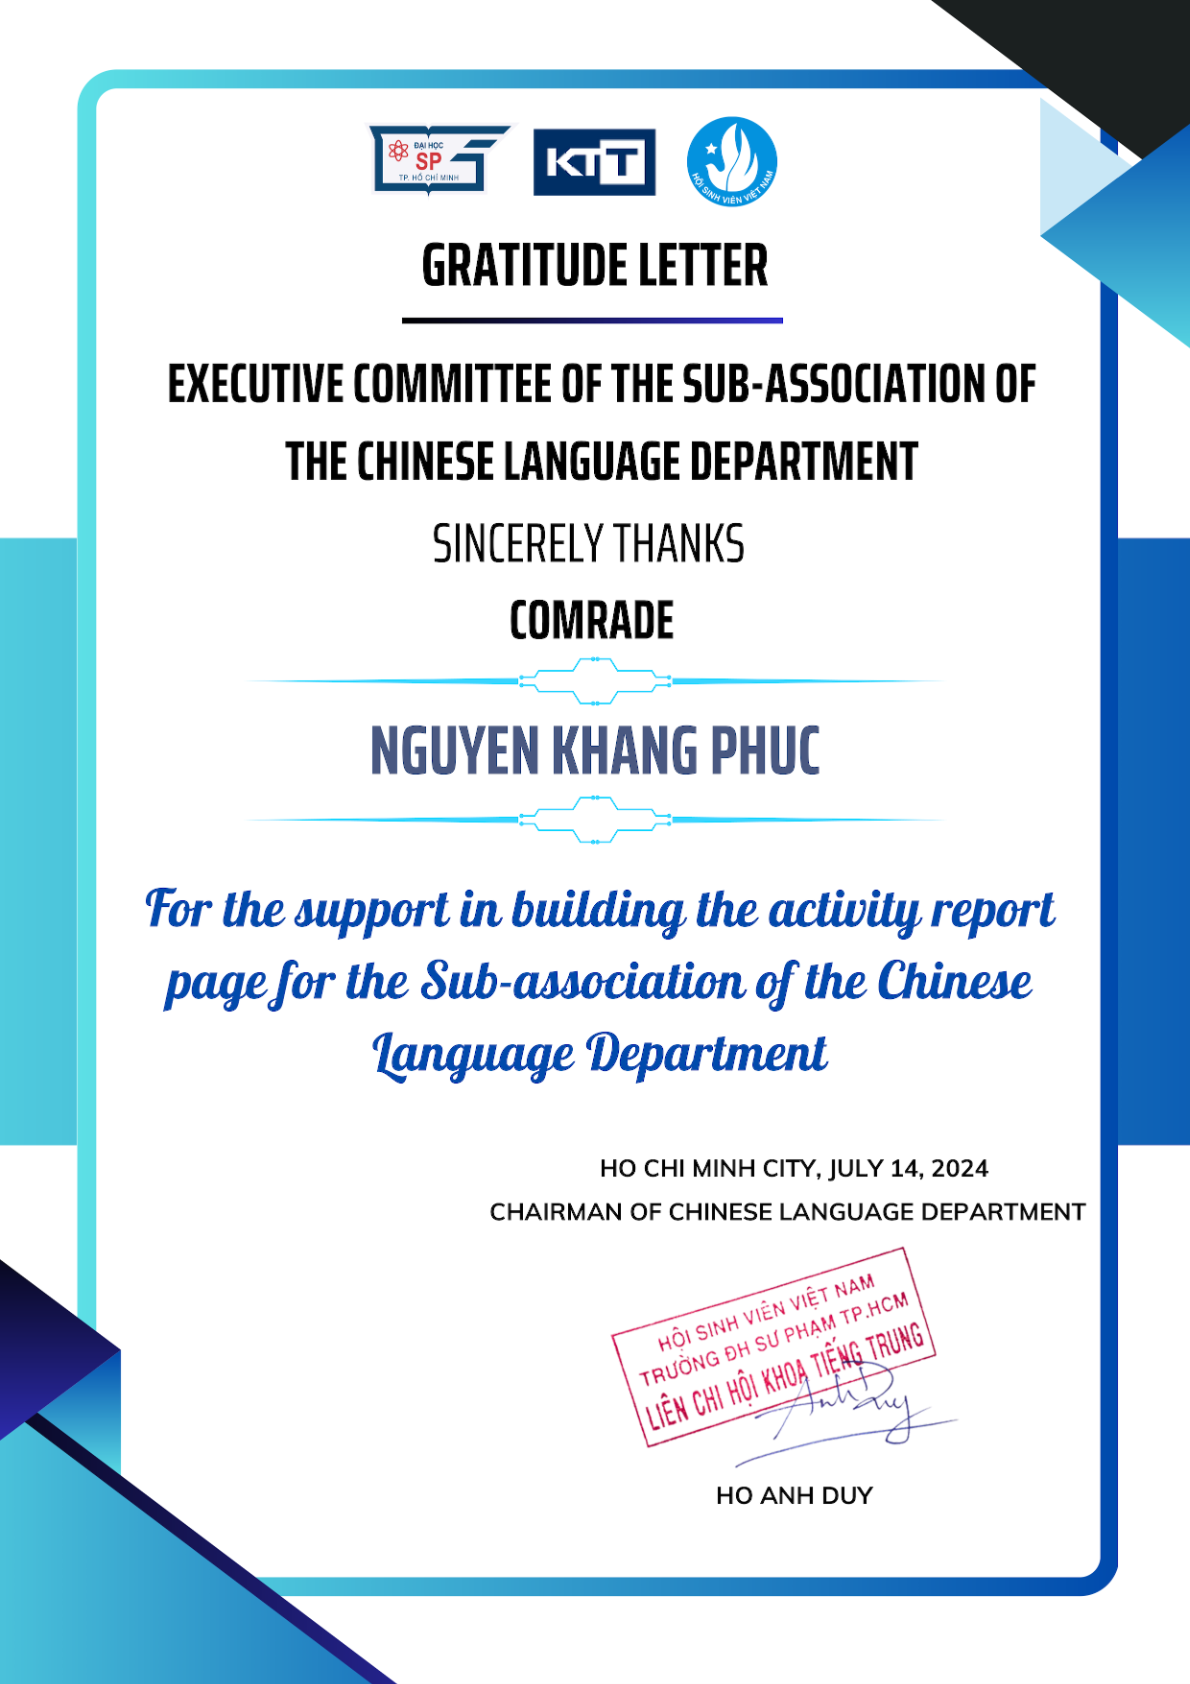 ĐẠI HỌC
SP
TP. HỒ CHÍ MINH
KTT
HỘI SINH VIÊN VIỆT NAM
GRATITUDE LETTER
EXECUTIVE COMMITTEE OF THE SUB-ASSOCIATION OF
THE CHINESE LANGUAGE DEPARTMENT
SINCERELY THANKS
COMRADE
NGUYEN KHANG PHUC
For the support in building the activity report
page for the Sub-association of the Chinese
Language Department
HO CHI MINH CITY, JULY 14, 2024
CHAIRMAN OF CHINESE LANGUAGE DEPARTMENT
HỘI SINH VIÊN VIỆT NAM
TRƯỜNG ĐH SƯ PHẠM TP.HCM
LIÊN CHI HỘI KHOA TIẾNG TRUNG
Anh Duy
HO ANH DUY